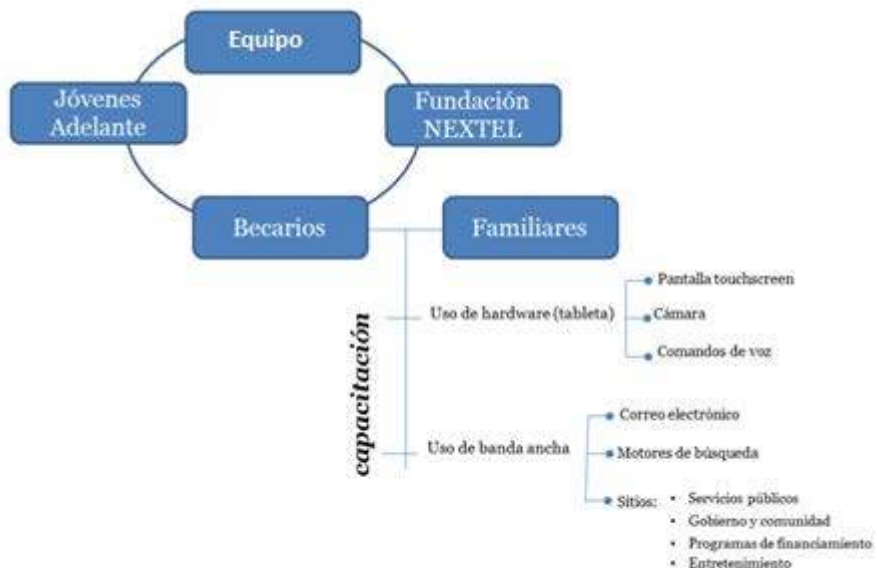 Equipo
Jóvenes
Adelante
Fundación
NEXTEL
Becarios
Familiares
capacitación
Uso de hardware (tableta)
Pantalla touchscreen
Cámara
Comandos de voz
Uso de banda ancha
Correo electrónico
Motores de búsqueda
Sitios:
• Servicios públicos
• Gobierno y comunidad
• Programas de financiamiento
• Entretenimiento